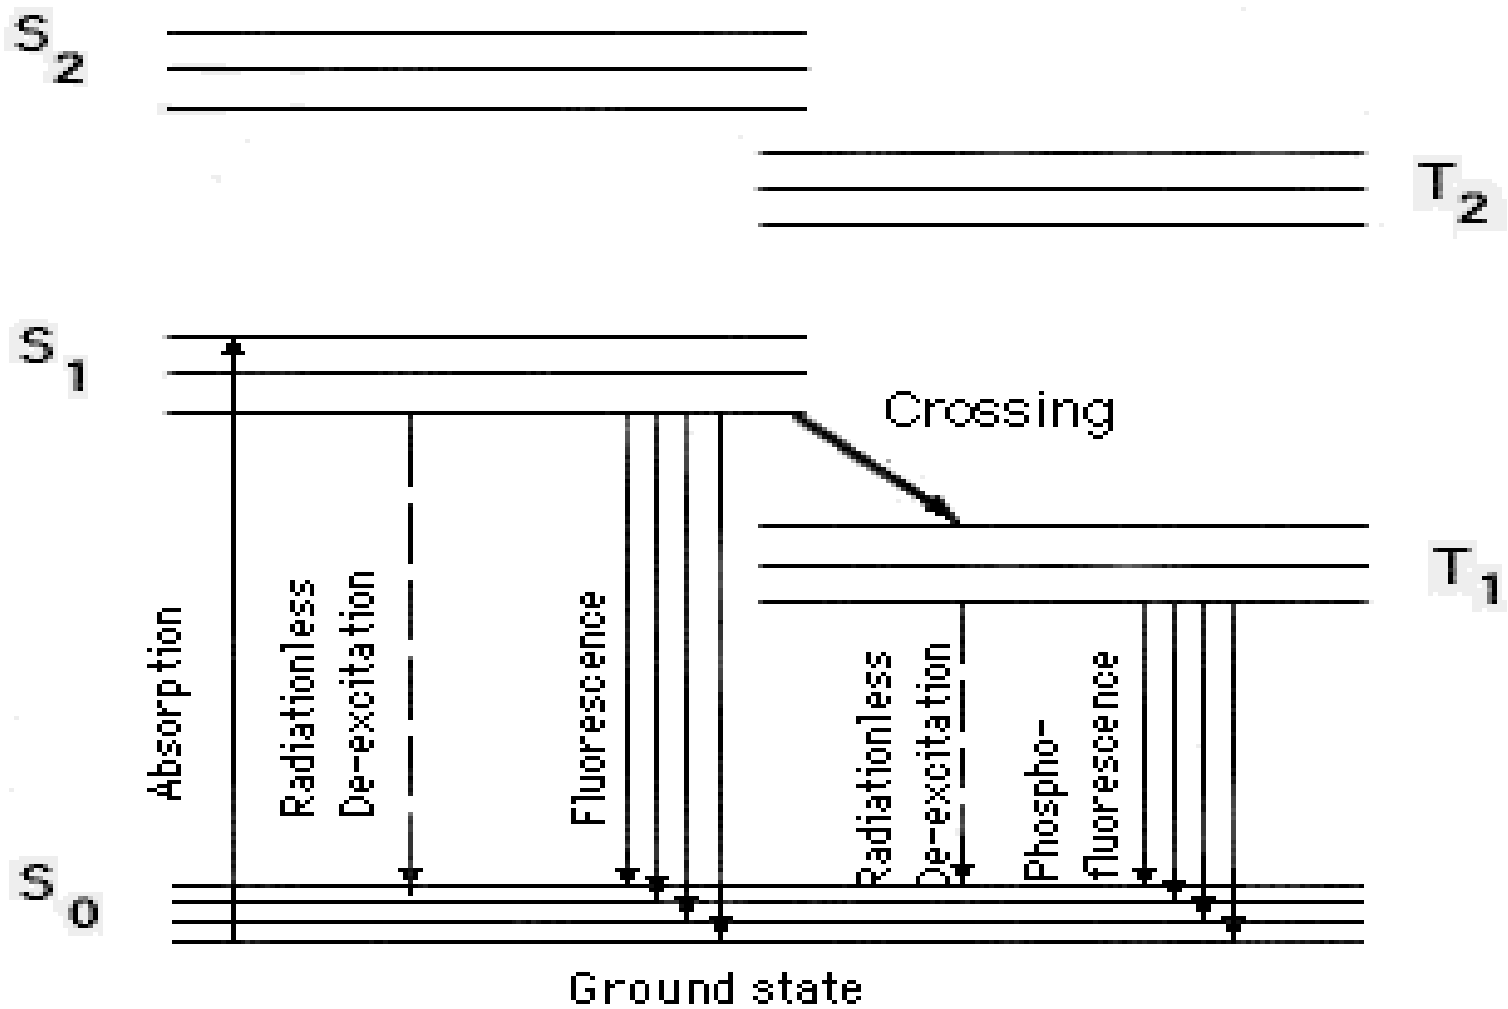 S2
T2
S1
Crossing
T1
Absorption
Radiationless
De-excitation
Fluorescence
Radiationless
De-excitation
Phospho-
fluorescence
S0
Ground state